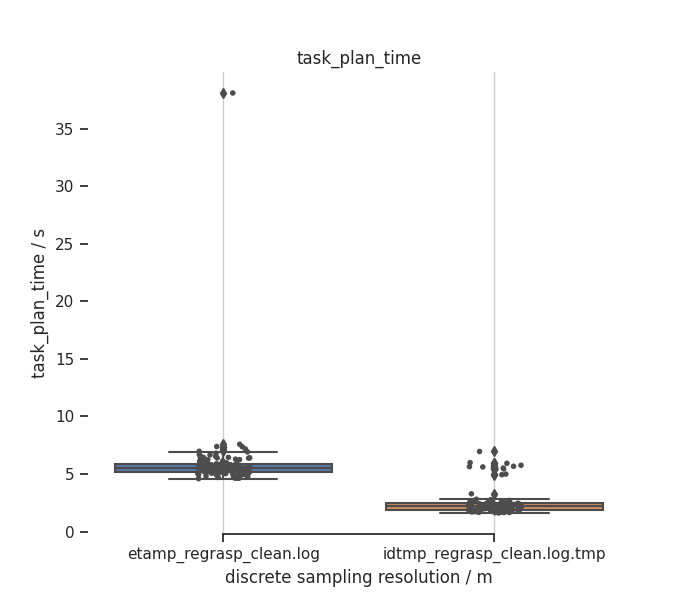 task_plan_time
task_plan_time / s
35
30
25
20
15
10
5
0
etamp_regrasp_clean.log
idtmp_regrasp_clean.log.tmp
discrete sampling resolution / m